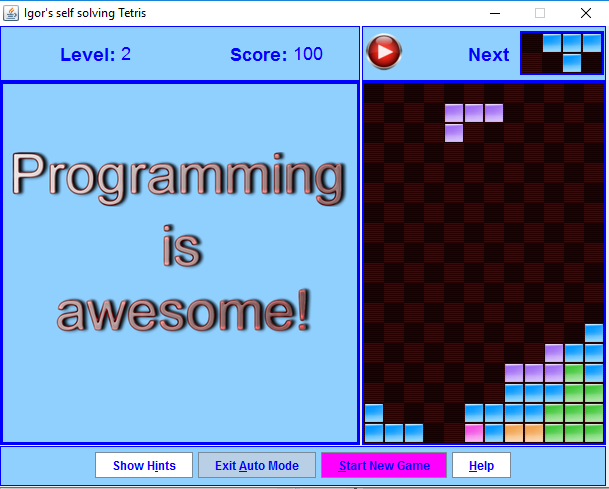 Igor's self solving Tetris
Level: 2 Score: 100
Next
Programming
is
awesome!
Show Hints Exit Auto Mode Start New Game Help